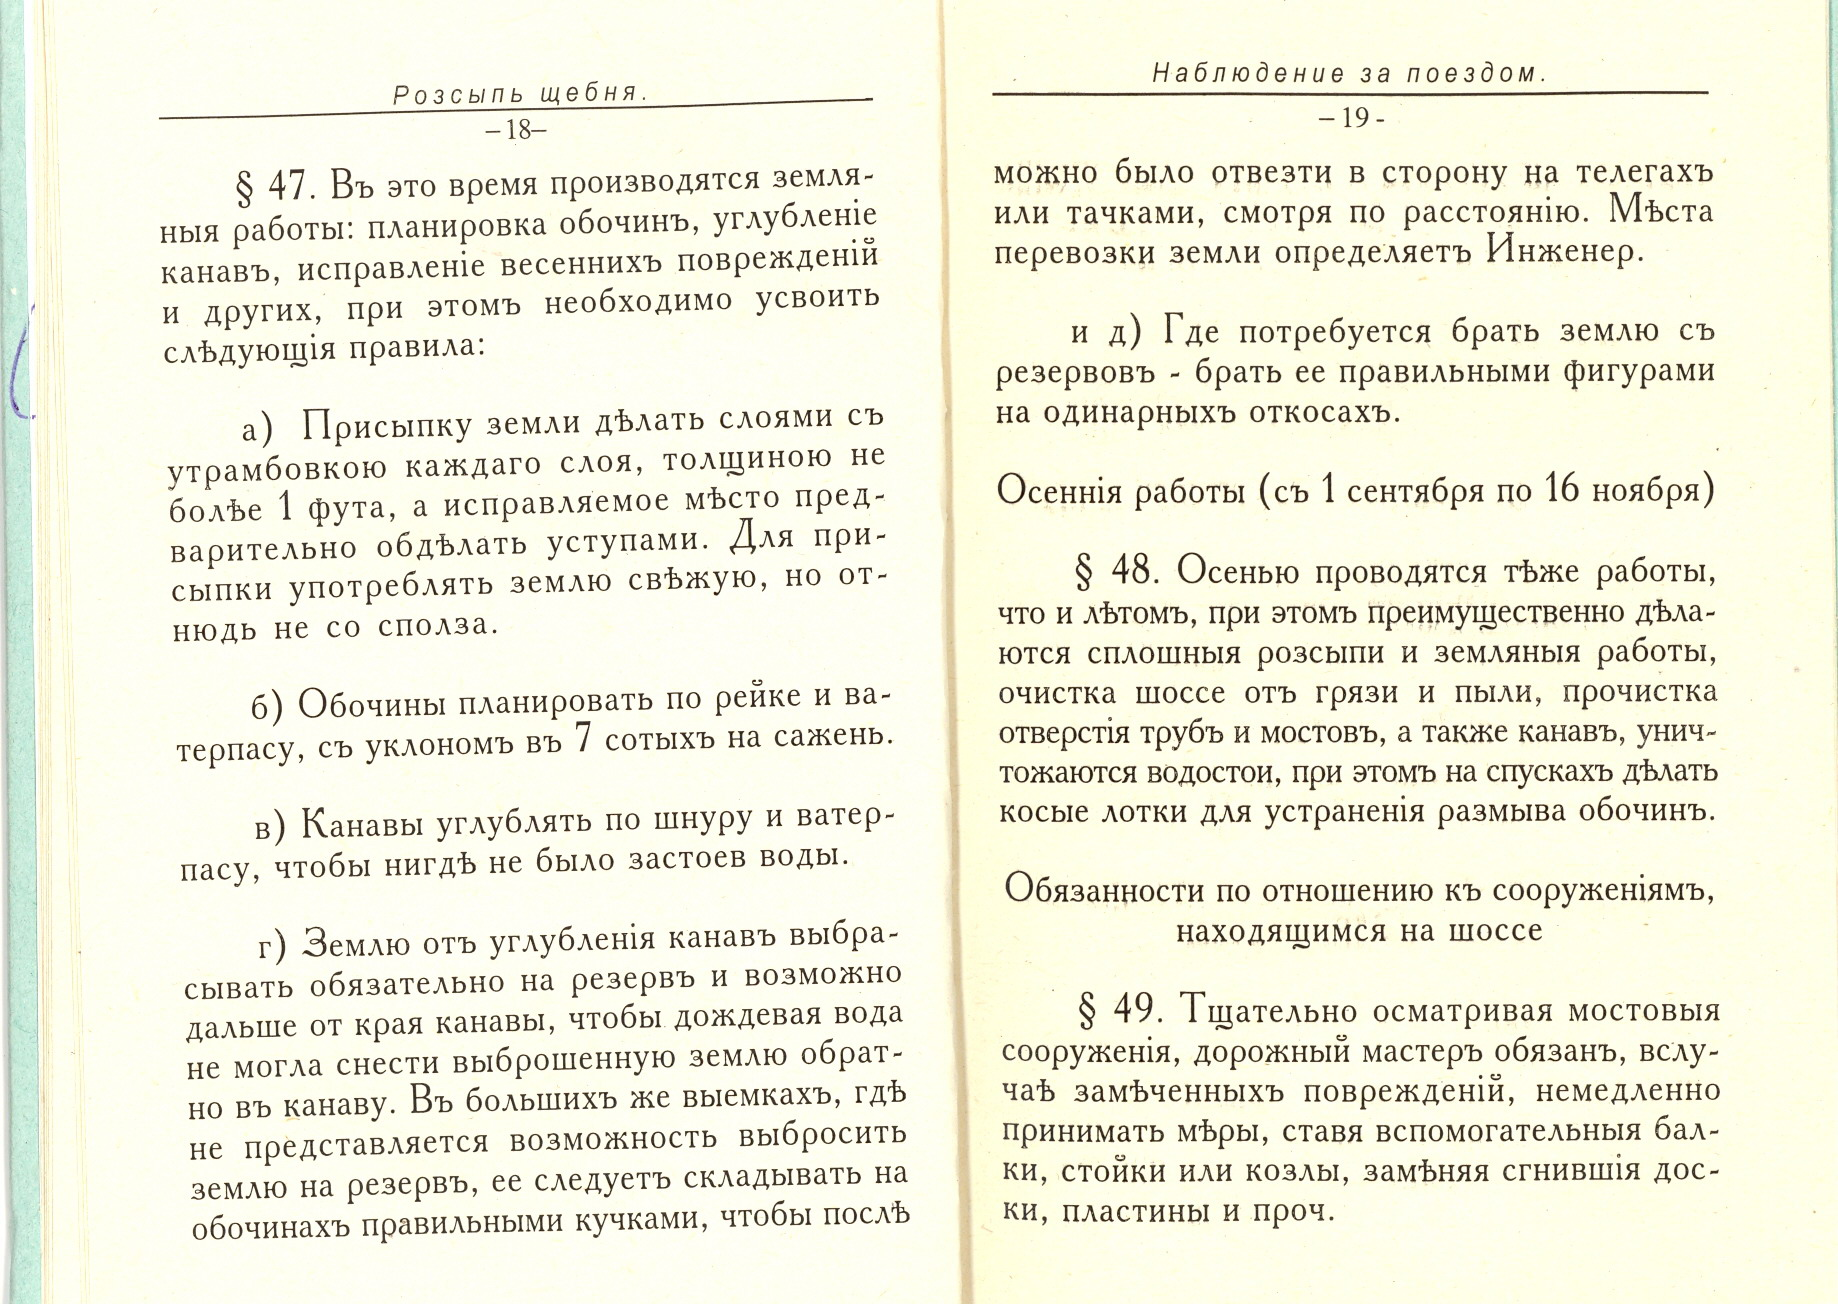 Розсыпь щебня.
–18–
§ 47. Въ это время производятся земля-
ныя работы: планировка обочинъ, углубленіе
канавъ, исправленіе весеннихъ поврежденій
и других, при этомъ необходимо усвоить
слѣдующія правила:
а) Присыпку земли дѣлать слоями съ
утрамбовкою каждаго слоя, толщиною не
болѣе 1 фута, а исправляемое мѣсто пред-
варительно обдѣлать уступами. Для при-
сыпки употреблять землю свѣжую, но от-
нюдь не со сполза.
б) Обочины планировать по рейке и ва-
терпасу, съ уклономъ въ 7 сотыхъ на сажень.
в) Канавы углублять по шнуру и ватер-
пасу, чтобы нигдѣ не было застоев воды.
г) Землю отъ углубленія канавъ выбра-
сывать обязательно на резервъ и возможно
дальше от края канавы, чтобы дождевая вода
не могла снести выброшенную землю обрат-
но въ канаву. Въ большихъ же выемкахъ, гдѣ
не представляется возможность выбросить
землю на резервъ, ее следуетъ складывать на
обочинахъ правильными кучками, чтобы послѣ
Наблюдение за поездом.
–19-
можно было отвезти в сторону на телегахъ
или тачками, смотря по расстоянію. Мѣста
перевозки земли определяетъ Инженер.
и д) Где потребуется брать землю съ
резервовъ - брать ее правильными фигурами
на одинарныхъ откосахъ.
Осеннія работы (съ 1 сентября по 16 ноября)
§ 48. Осенью проводятся тѣже работы,
что и лѣтомъ, при этомъ преимущественно дѣла-
ются сплошныя розсыпи и земляныя работы,
очистка шоссе отъ грязи и пыли, прочистка
отверстія трубъ и мостовъ, а также канавъ, унич-
тожаются водостои, при этомъ на спускахъ дѣлать
косые лотки для устраненія размыва обочинъ.
Обязанности по отношению къ сооруженіямъ,
находящимся на шоссе
§ 49. Тщательно осматривая мостовыя
сооруженія, дорожный мастеръ обязанъ, вслу-
чаѣ замѣченныхъ поврежденій, немедленно
принимать мѣры, ставя вспомогательныя бал-
ки, стойки или козлы, замѣняя сгнившія дос-
ки, пластины и проч.